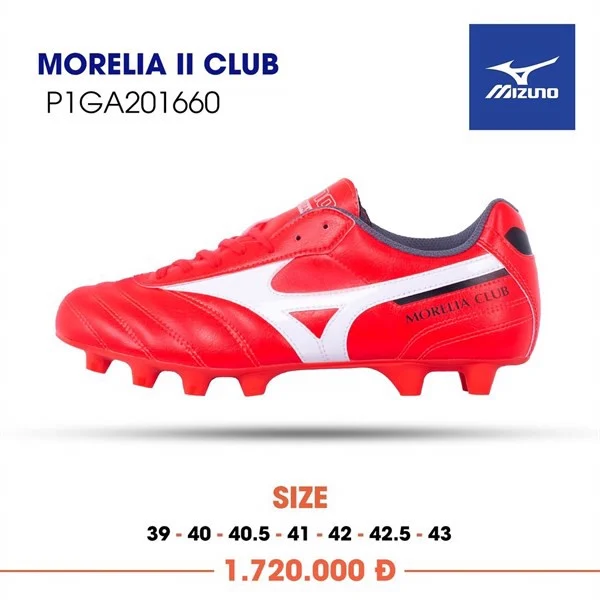 MORELIA II CLUB
P1GA201660
MIZUNO
MORELIA CLUB
SIZE
39 - 40 - 40.5 - 41 - 42 - 42.5 - 43
1.720.000 Đ